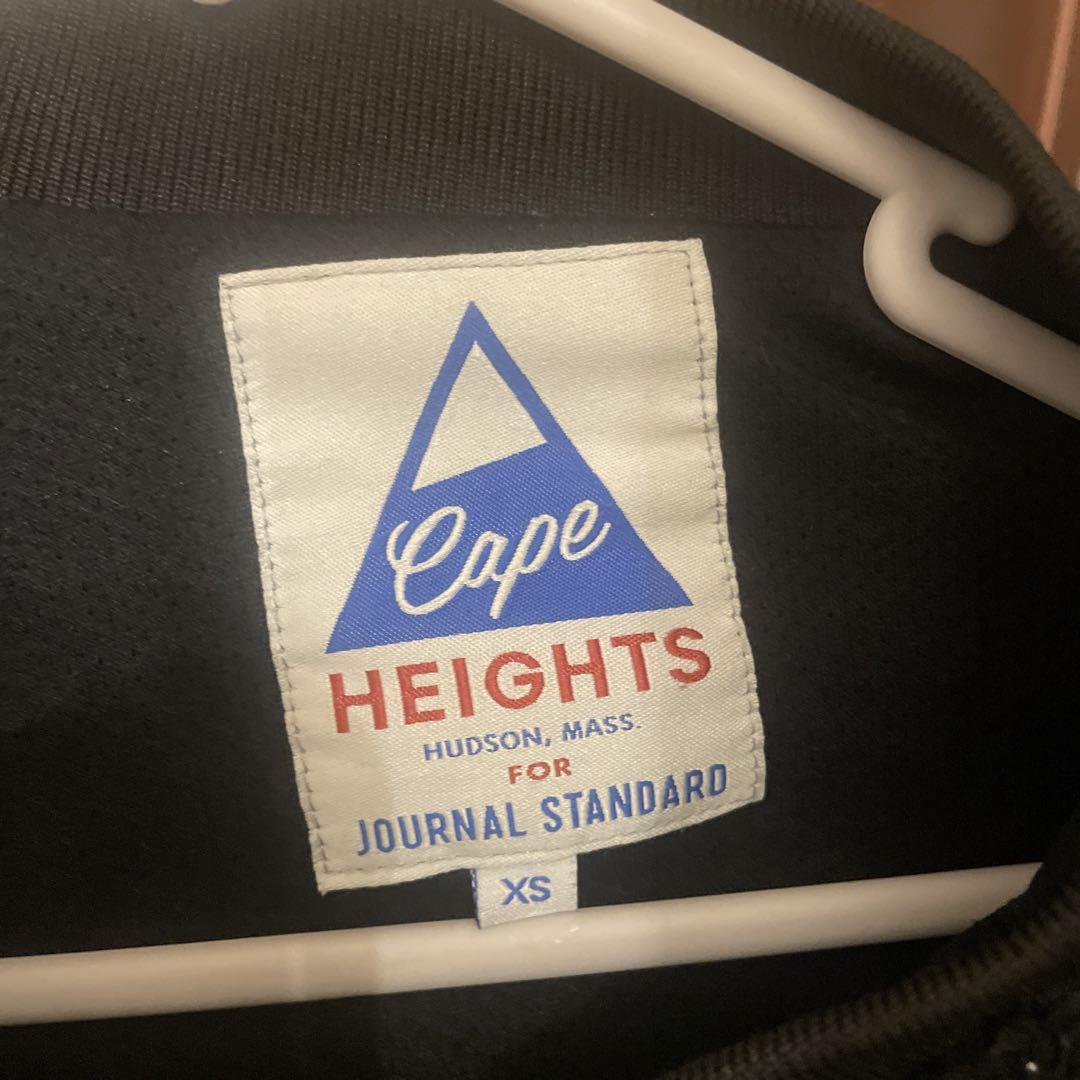 Cape
HEIGHTS
HUDSON, MASS.
FOR
JOURNAL STANDARD
XS